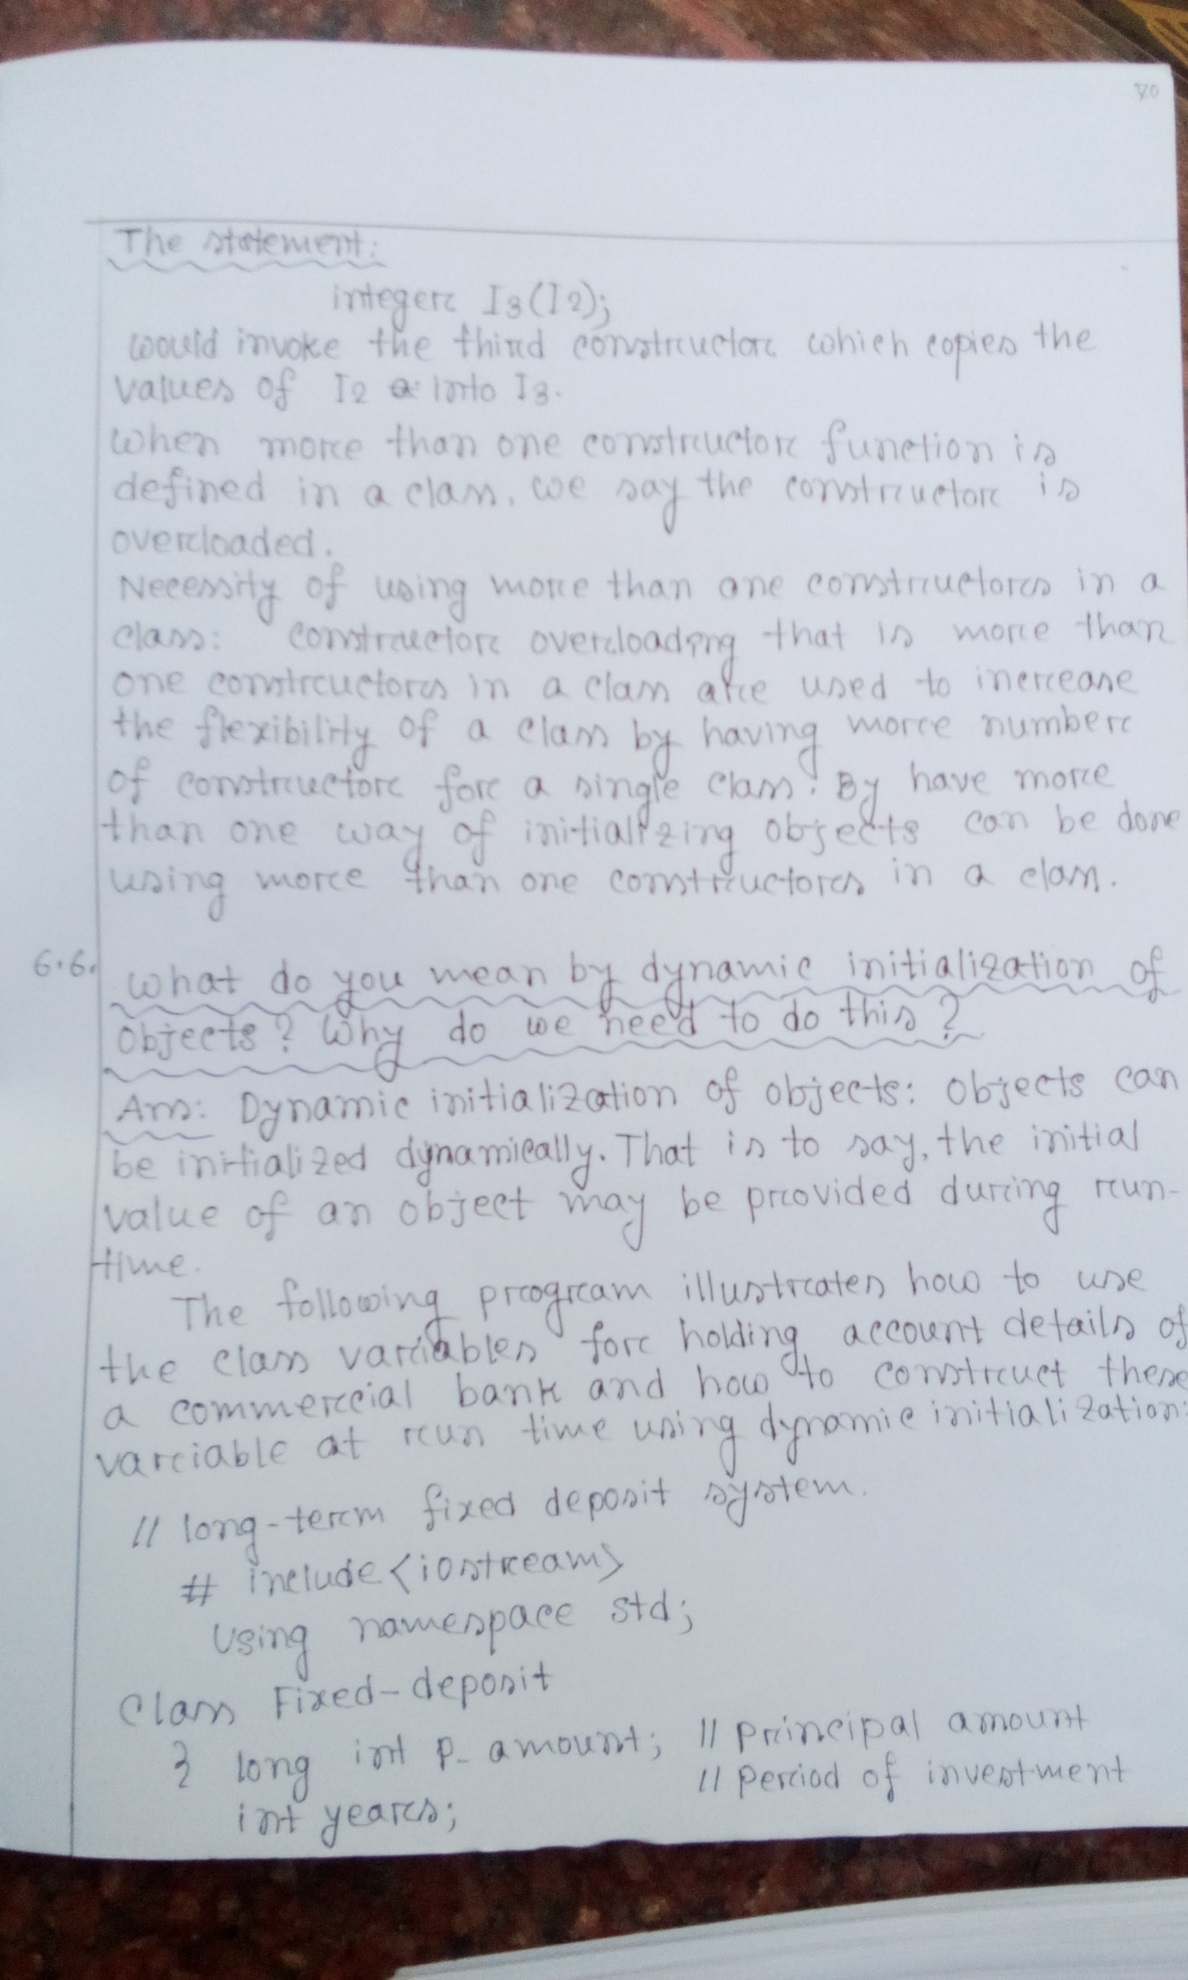 120
The statement:
integer I3(I2);
would invoke the third constructor which copies the
values of I2 into I3.
When more than one constructor function is
defined in a class, we say the constructor is
overloaded.
Necessity of using more than one constructors in a
class: constructor overloading that is more than
one constructors in a class are used to increase
the flexibility of a class by having more number
of constructor for a single class. By have more
than one way of initializing objects can be done
using more than one constructors in a class.
6.6. What do you mean by dynamic initialization of
objects? Why do we need to do this?
Ans: Dynamic initialization of objects: Objects can
be initialized dynamically. That is to say, the initial
value of an object may be provided during run-
time.
The following program illustrates how to use
the class variables for holding account details of
a commercial bank and how to construct these
variable at run time using dynamic initialization:
// long-term fixed deposit system.
# include <iostream>
Using namespace std;
Class Fixed-deposit
{ long int p_amount; // principal amount
int years; // period of investment